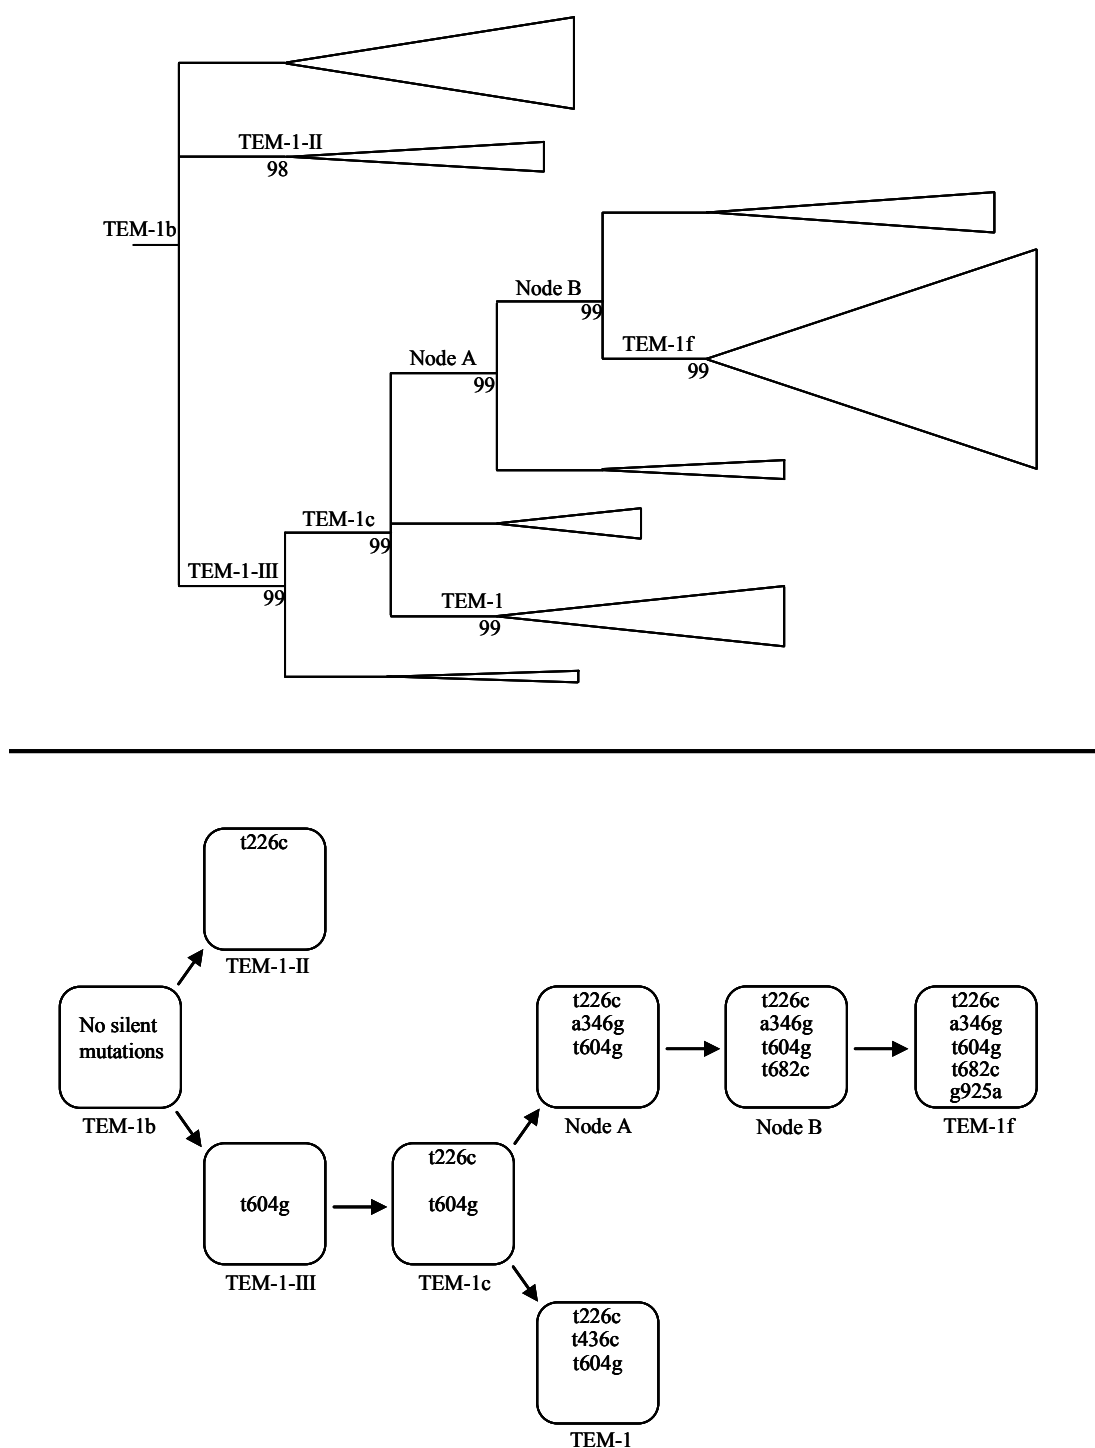 TEM-1-II
98
TEM-1b
Node B
99
TEM-1f
99
Node A
99
TEM-1c
99
TEM-1-III
99
TEM-1
99
t226c
TEM-1-II
No silent
mutations
TEM-1b
t226c
a346g
t604g
Node A
t226c
a346g
t604g
t682c
Node B
t226c
a346g
t604g
t682c
g925a
TEM-1f
t604g
TEM-1-III
t226c
t604g
TEM-1c
t226c
t436c
t604g
TEM-1